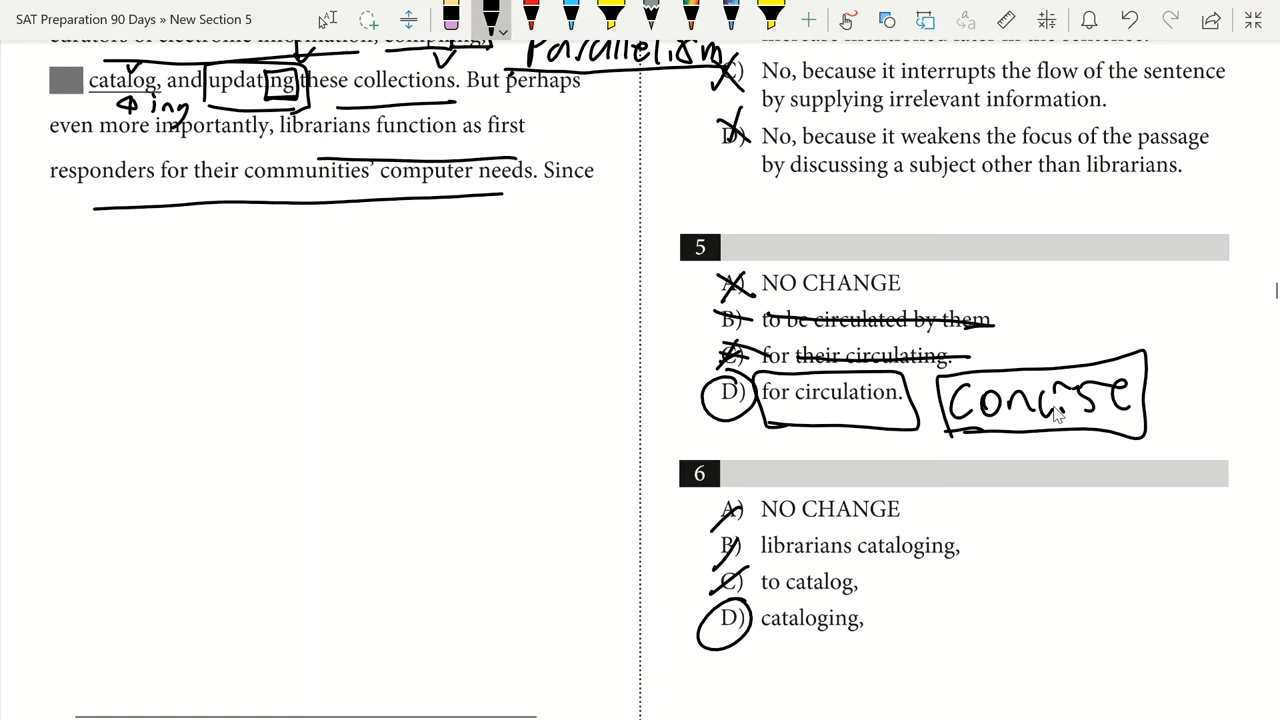 SAT Preparation 90 Days » New Section 5
Parallelism
catalog, and updating these collections. But perhaps
ing
even more importantly, librarians function as first
responders for their communities' computer needs. Since
C) No, because it interrupts the flow of the sentence
by supplying irrelevant information.
D) No, because it weakens the focus of the passage
by discussing a subject other than librarians.
5
A) NO CHANGE
B) to be circulated by them
C) for their circulating.
D) for circulation.
Concise
6
A) NO CHANGE
B) librarians cataloging,
C) to catalog,
D) cataloging,